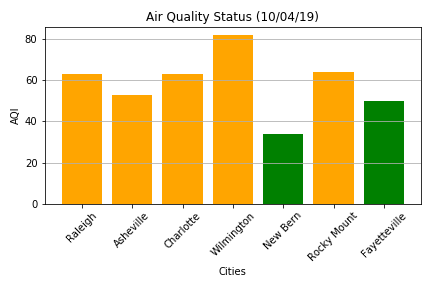 Air Quality Status (10/04/19)
80
60
40
20
0
AQI
Raleigh
Asheville
Charlotte
Wilmington
New Bern
Rocky Mount
Fayetteville
Cities